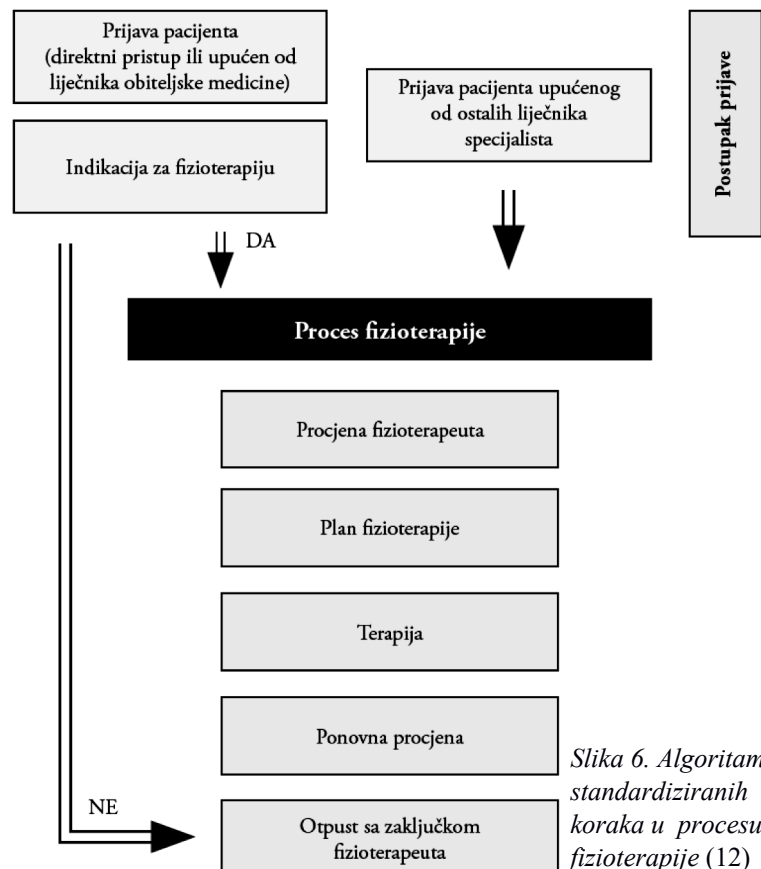 Prijava pacijenta
(direktni pristup ili upućen od
liječnika obiteljske medicine)
Prijava pacijenta upućenog
od ostalih liječnika
specijalista
Postupak prijave
Indikacija za fizioterapiju
DA
Proces fizioterapije
Procjena fizioterapeuta
Plan fizioterapije
Terapija
Ponovna procjena
NE
Otpust sa zaključkom
fizioterapeuta
Slika 6. Algoritam
standardiziranih
koraka u procesu
fizioterapije (12)